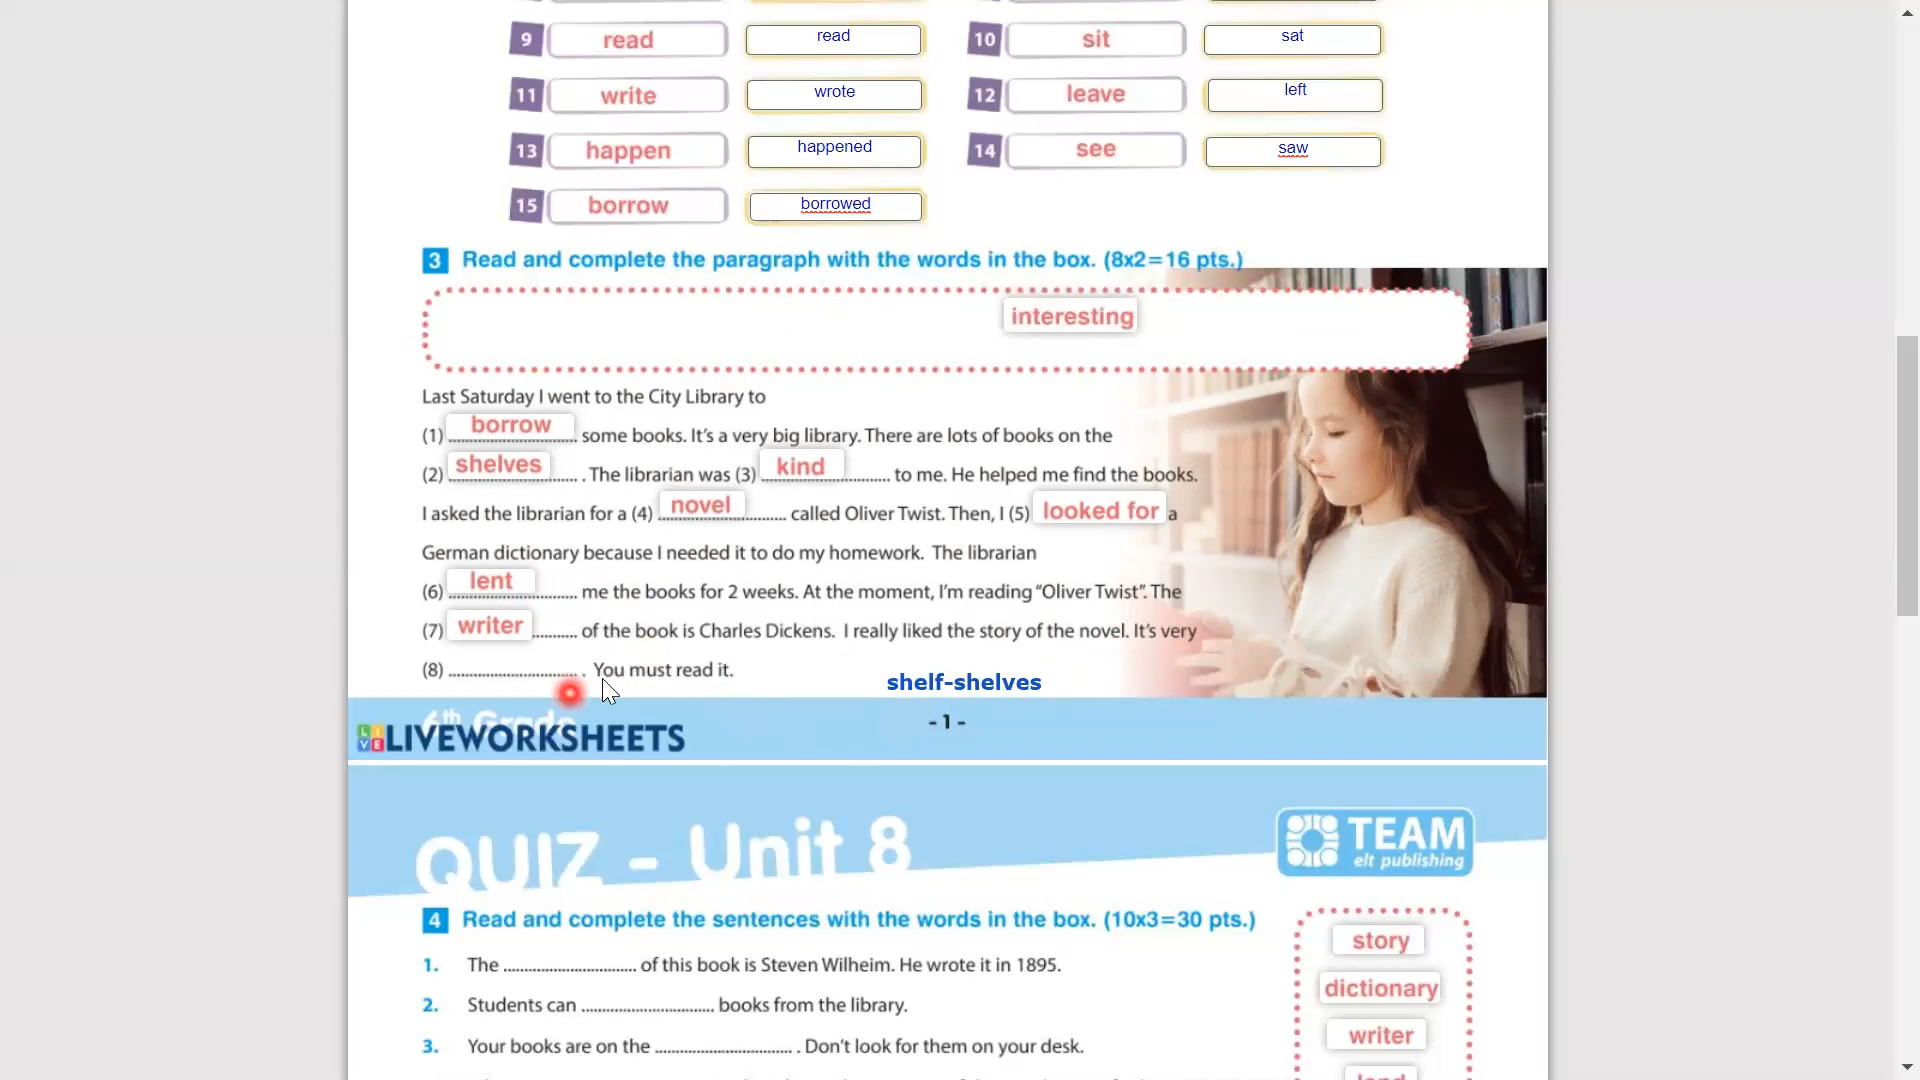 9 read read 10 sit sat
11 write wrote 12 leave left
13 happen happened 14 see saw
15 borrow borrowed
3 Read and complete the paragraph with the words in the box. (8x2=16 pts.)
interesting
Last Saturday I went to the City Library to
(1) borrow some books. It's a very big library. There are lots of books on the
(2) shelves . The librarian was (3) kind to me. He helped me find the books.
I asked the librarian for a (4) novel called Oliver Twist. Then, I (5) looked for a
German dictionary because I needed it to do my homework. The librarian
(6) lent me the books for 2 weeks. At the moment, I'm reading “Oliver Twist”. The
(7) writer of the book is Charles Dickens. I really liked the story of the novel. It's very
(8) .............................. . You must read it.
shelf-shelves
6th Grade
LIVEWORKSHEETS
- 1 -
QUIZ - Unit 8
TEAM
elt publishing
4 Read and complete the sentences with the words in the box. (10x3=30 pts.)
story
1. The .............................. of this book is Steven Wilheim. He wrote it in 1895.
dictionary
2. Students can .............................. books from the library.
writer
3. Your books are on the .............................. . Don't look for them on your desk.